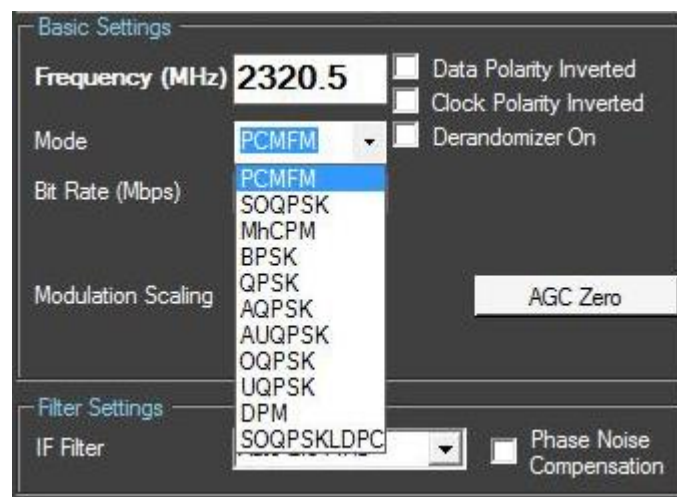 Basic Settings
Frequency (MHz) 2320.5
Data Polarity Inverted
Clock Polarity Inverted
Mode PCMFM
Derandomizer On
Bit Rate (Mbps)
PCMFM
SOQPSK
MhCPM
BPSK
QPSK
AQPSK
AUQPSK
OQPSK
UQPSK
DPM
SOQPSKLDPC
Modulation Scaling
AGC Zero
Filter Settings
IF Filter
Phase Noise
Compensation